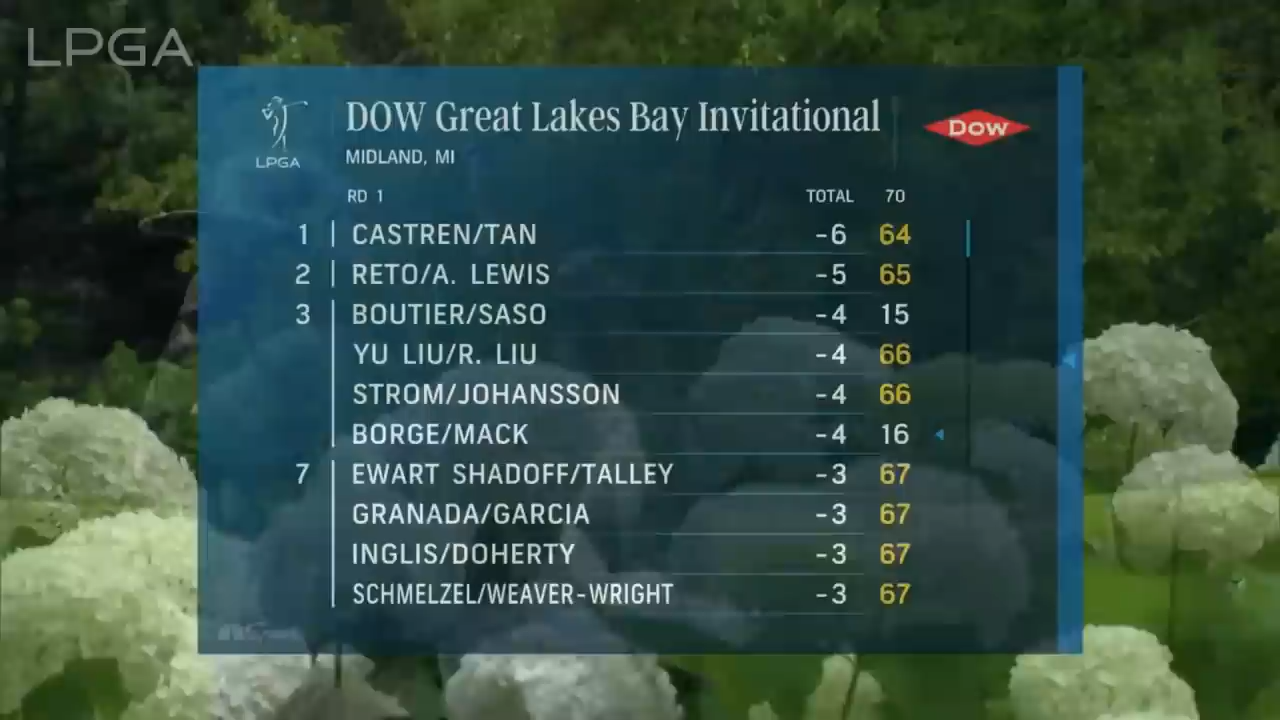 LPGA
DOW Great Lakes Bay Invitational
LPGA
MIDLAND, MI
Dow
RD 1 TOTAL 70
1 CASTREN/TAN -6 64
2 RETO/A. LEWIS -5 65
3 BOUTIER/SASO -4 15
YU LIU/R. LIU -4 66
STROM/JOHANSSON -4 66
BORGE/MACK -4 16
7 EWART SHADOFF/TALLEY -3 67
GRANADA/GARCIA -3 67
INGLIS/DOHERTY -3 67
SCHMELZEL/WEAVER-WRIGHT -3 67